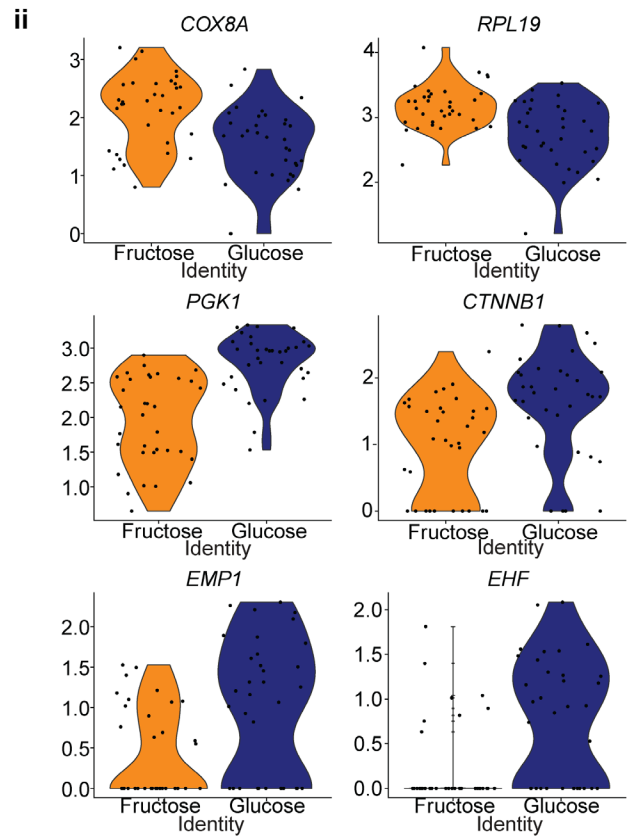 ii
COX8A
3
2
1
0
Fructose Glucose
Identity
RPL19
4
3
2
Fructose Glucose
Identity
PGK1
3.0
2.5
2.0
1.5
1.0
Fructose Glucose
Identity
CTNNB1
2
1
0
Fructose Glucose
Identity
EMP1
2.0
1.5
1.0
0.5
0.0
Fructose Glucose
Identity
EHF
2.0
1.5
1.0
0.5
0.0
Fructose Glucose
Identity